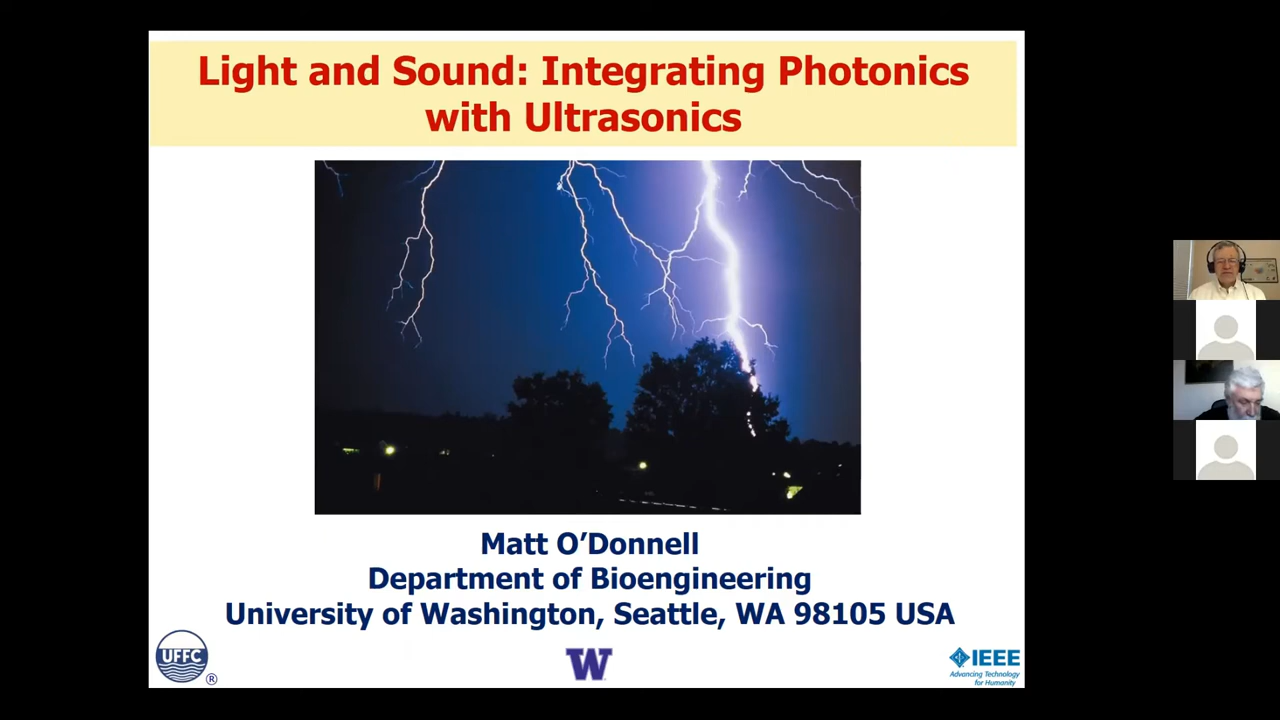 Light and Sound: Integrating Photonics
with Ultrasonics
Matt O’Donnell
Department of Bioengineering
University of Washington, Seattle, WA 98105 USA
UFFC
®
W
IEEE
Advancing Technology
for Humanity